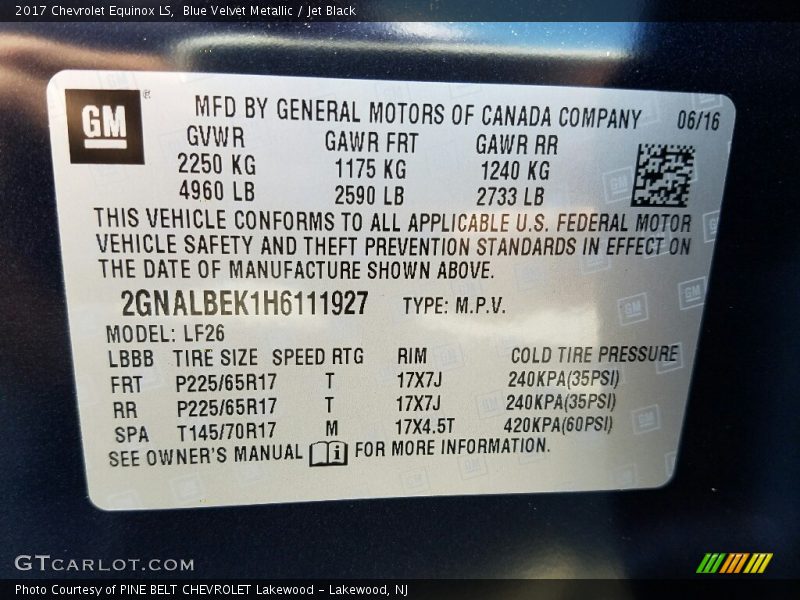 2017 Chevrolet Equinox LS, Blue Velvet Metallic / Jet Black
GM ®
MFD BY GENERAL MOTORS OF CANADA COMPANY 06/16
GVWR GAWR FRT GAWR RR
2250 KG 1175 KG 1240 KG
4960 LB 2590 LB 2733 LB
THIS VEHICLE CONFORMS TO ALL APPLICABLE U.S. FEDERAL MOTOR
VEHICLE SAFETY AND THEFT PREVENTION STANDARDS IN EFFECT ON
THE DATE OF MANUFACTURE SHOWN ABOVE.
2GNALBEK1H6111927 TYPE: M.P.V.
MODEL: LF26
LBBB TIRE SIZE SPEED RTG RIM COLD TIRE PRESSURE
FRT P225/65R17 T 17X7J 240KPA(35PSI)
RR P225/65R17 T 17X7J 240KPA(35PSI)
SPA T145/70R17 M 17X4.5T 420KPA(60PSI)
SEE OWNER'S MANUAL i FOR MORE INFORMATION.
GTCARLOT.COM
Photo Courtesy of PINE BELT CHEVROLET Lakewood - Lakewood, NJ